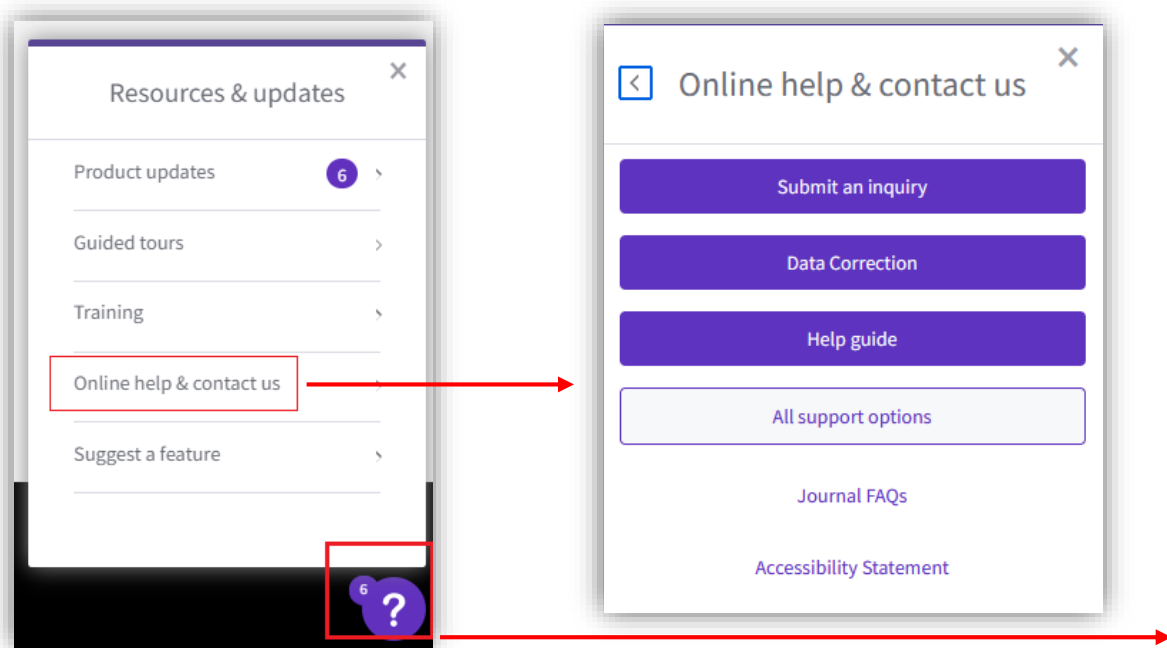 Resources & updates
Product updates
6
Guided tours
Training
Online help & contact us
Suggest a feature
6
?
Online help & contact us
Submit an inquiry
Data Correction
Help guide
All support options
Journal FAQs
Accessibility Statement